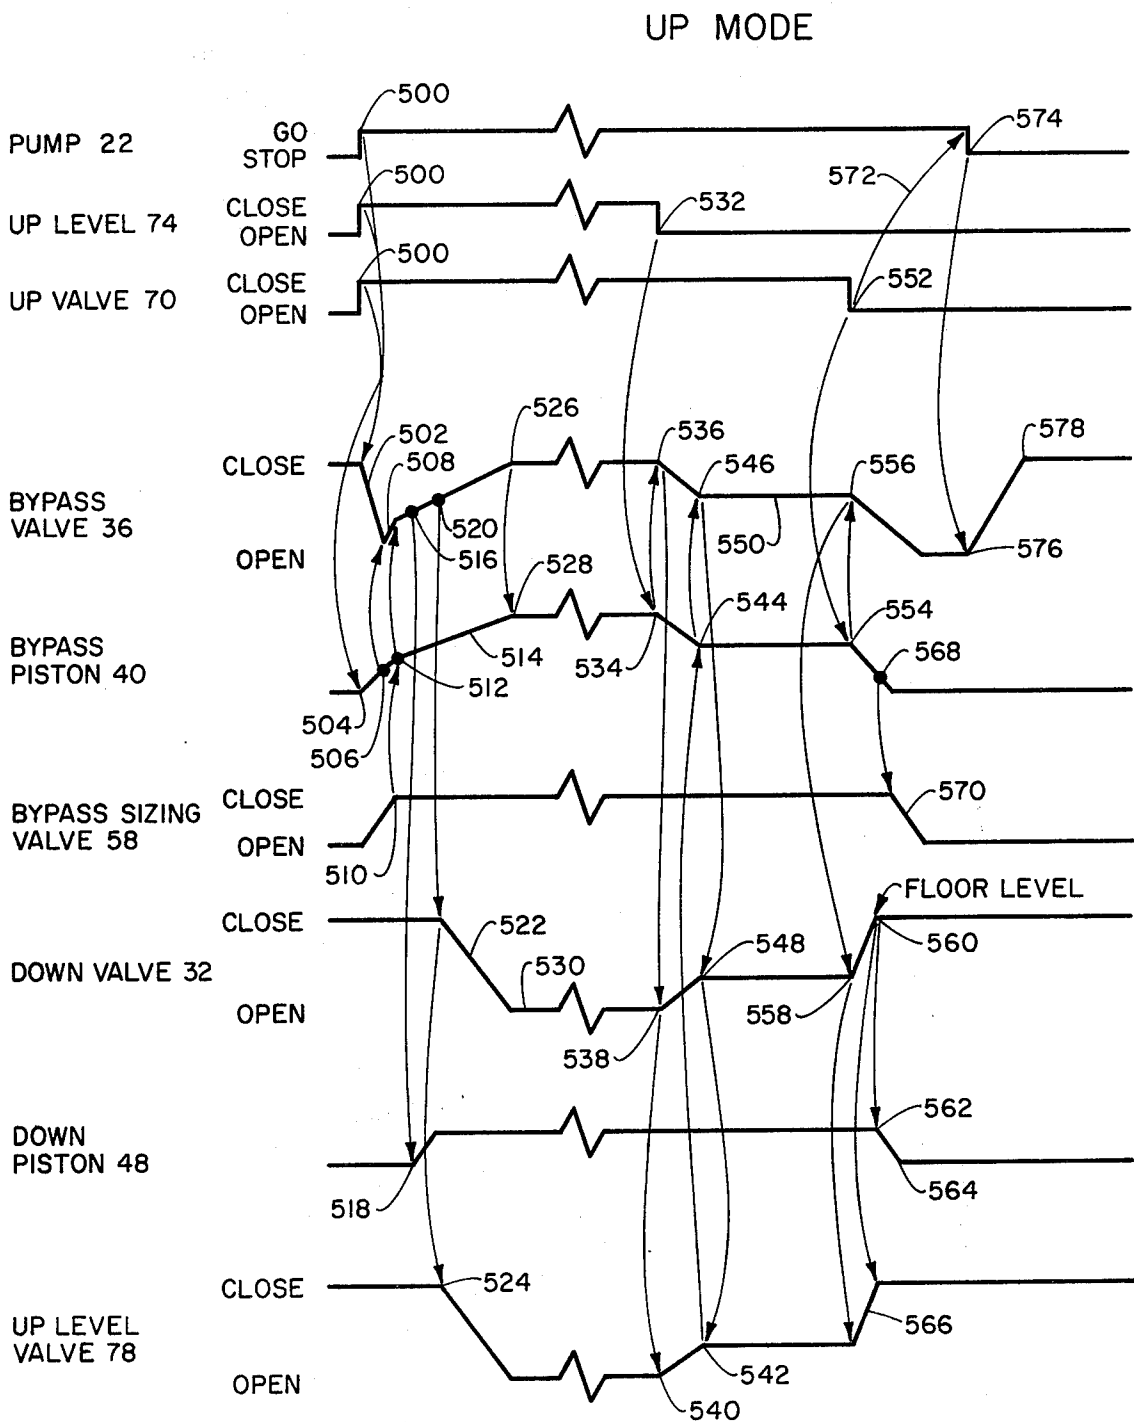 UP MODE
PUMP 22
GO
STOP
500
574
572
UP LEVEL 74
CLOSE
OPEN
500
532
UP VALVE 70
CLOSE
OPEN
500
552
BYPASS
VALVE 36
CLOSE
OPEN
502
508
520
516
526
536
546
550
556
578
576
BYPASS
PISTON 40
504
506
512
514
528
534
544
554
568
BYPASS SIZING
VALVE 58
CLOSE
OPEN
510
570
DOWN VALVE 32
CLOSE
OPEN
522
530
538
548
558
FLOOR LEVEL
560
DOWN
PISTON 48
518
562
564
UP LEVEL
VALVE 78
CLOSE
OPEN
524
540
542
566